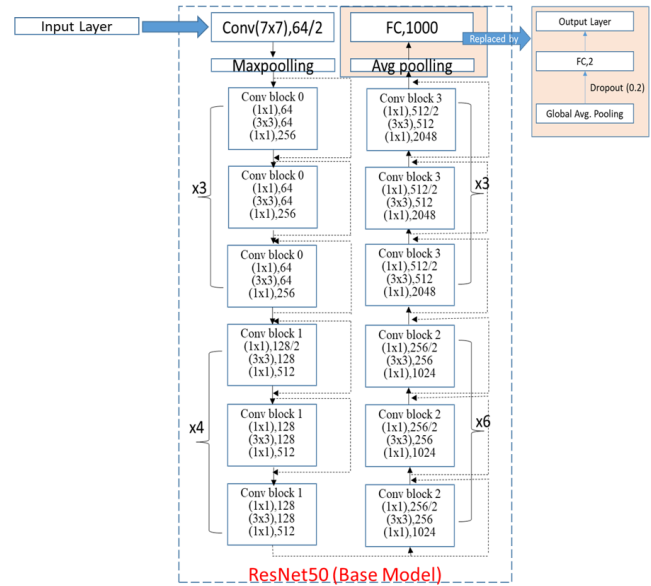 Input Layer
Conv(7x7),64/2
Maxpoolling
Conv block 0
(1x1),64
(3x3),64
(1x1),256
Conv block 0
(1x1),64
(3x3),64
(1x1),256
Conv block 0
(1x1),64
(3x3),64
(1x1),256
x3
Conv block 1
(1x1),128/2
(3x3),128
(1x1),512
Conv block 1
(1x1),128
(3x3),128
(1x1),512
Conv block 1
(1x1),128
(3x3),128
(1x1),512
x4
FC,1000
Avg poolling
Conv block 3
(1x1),512/2
(3x3),512
(1x1),2048
Conv block 3
(1x1),512/2
(3x3),512
(1x1),2048
Conv block 3
(1x1),512/2
(3x3),512
(1x1),2048
x3
Conv block 2
(1x1),256/2
(3x3),256
(1x1),1024
Conv block 2
(1x1),256/2
(3x3),256
(1x1),1024
Conv block 2
(1x1),256/2
(3x3),256
(1x1),1024
x6
Replaced by
Output Layer
FC,2
Dropout (0.2)
Global Avg. Pooling
ResNet50 (Base Model)